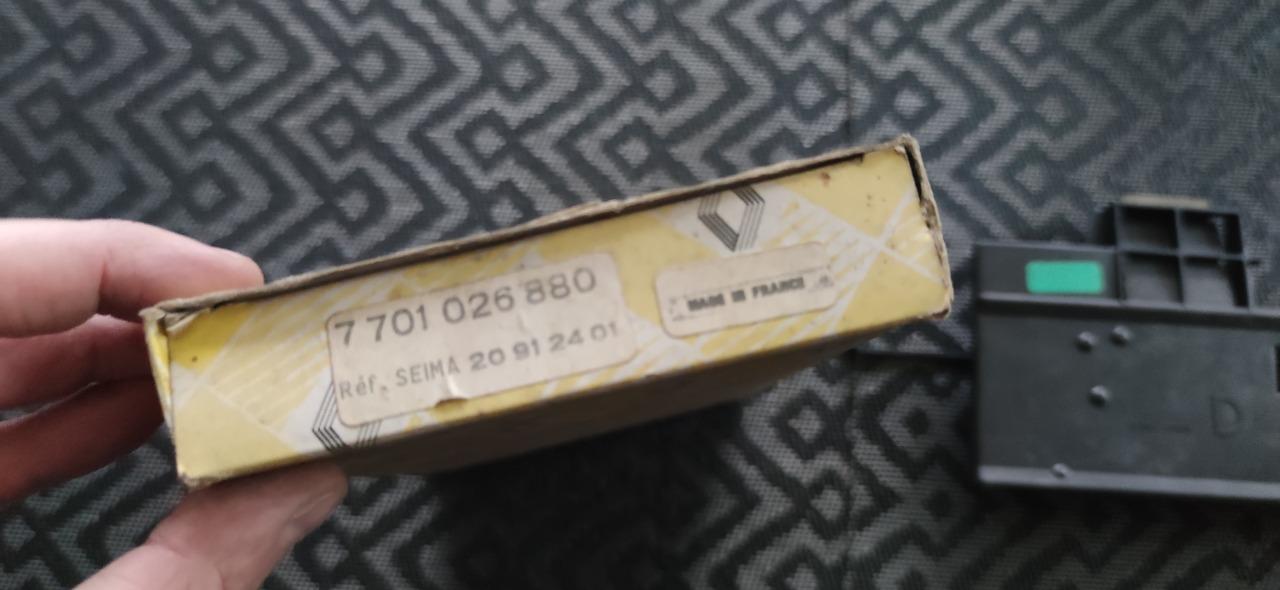 7 701 026 880
Réf. SEIMA 20 91 24 01
MADE IN FRANCE
D